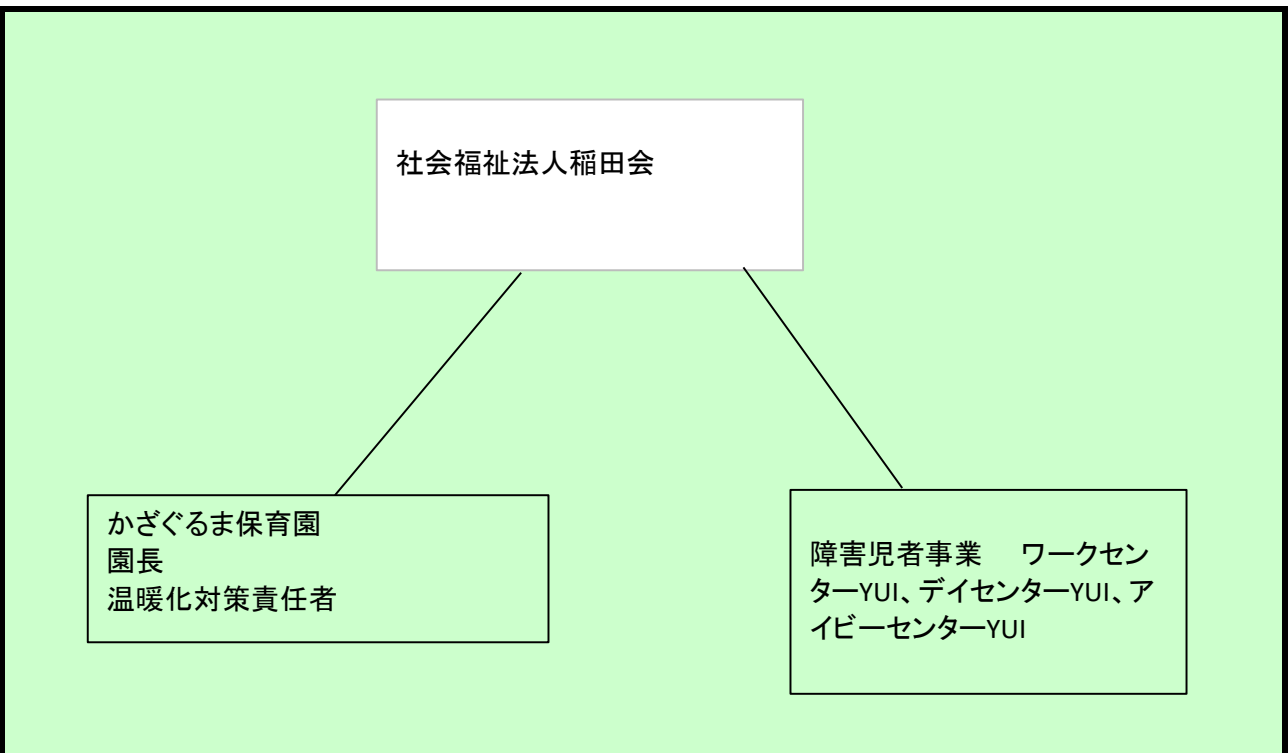 社会福祉法人稲田会
かざぐるま保育園
園長
温暖化対策責任者
障害児者事業　ワークセン
ターYUI、デイセンターYUI、ア
イビーセンターYUI